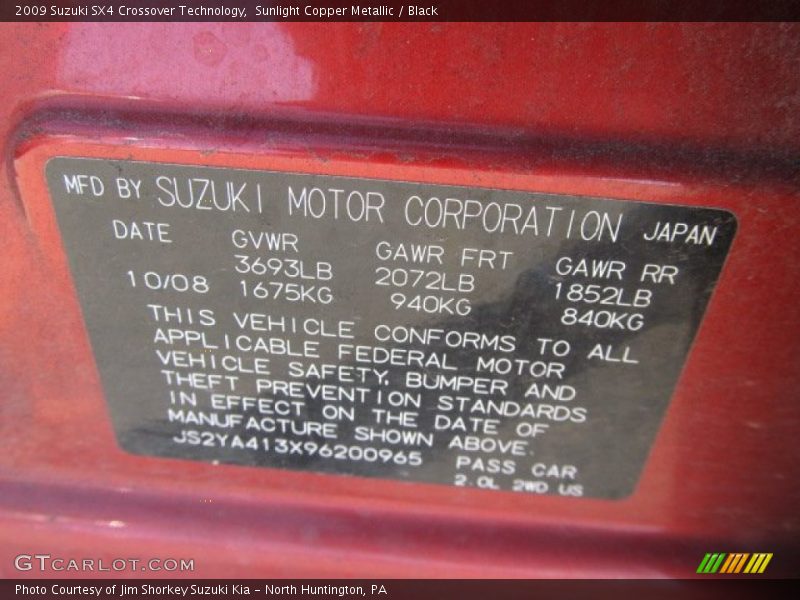 2009 Suzuki SX4 Crossover Technology,  Sunlight Copper Metallic / Black
MFD BY SUZUKI MOTOR CORPORATION JAPAN
DATE GVWR GAWR FRT GAWR RR
3693LB 2072LB 1852LB
10/08 1675KG 940KG 840KG
THIS VEHICLE CONFORMS TO ALL
APPLICABLE FEDERAL MOTOR
VEHICLE SAFETY, BUMPER AND
THEFT PREVENTION STANDARDS
IN EFFECT ON THE DATE OF
MANUFACTURE SHOWN ABOVE.
JS2YA413X96200965 PASS CAR
2.0L 2WD US
GTCARLOT.COM
Photo Courtesy of Jim Shorkey Suzuki Kia - North Huntington, PA